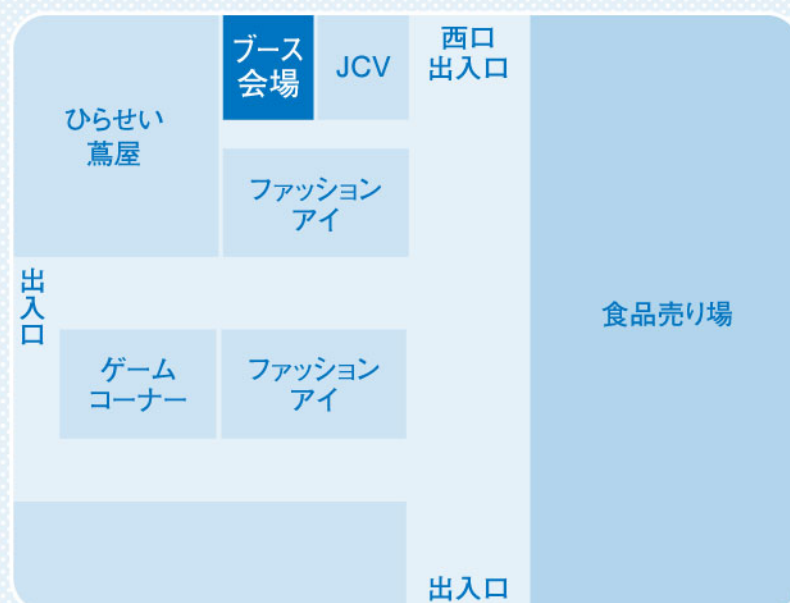 ブース
会場
JCV
西口
出入口
ひらせい
蔦屋
ファッション
アイ
出入口
食品売り場
ゲーム
コーナー
ファッション
アイ
出入口